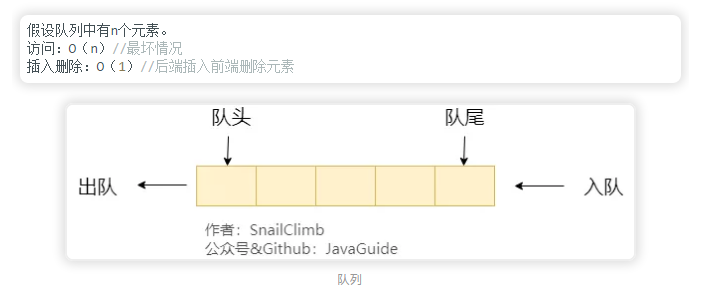 假设队列中有n个元素。
访问：O（n）//最坏情况
插入删除：O（1）//后端插入前端删除元素
队头 队尾
出队 入队
作者：SnailClimb
公众号&Github：JavaGuide
队列